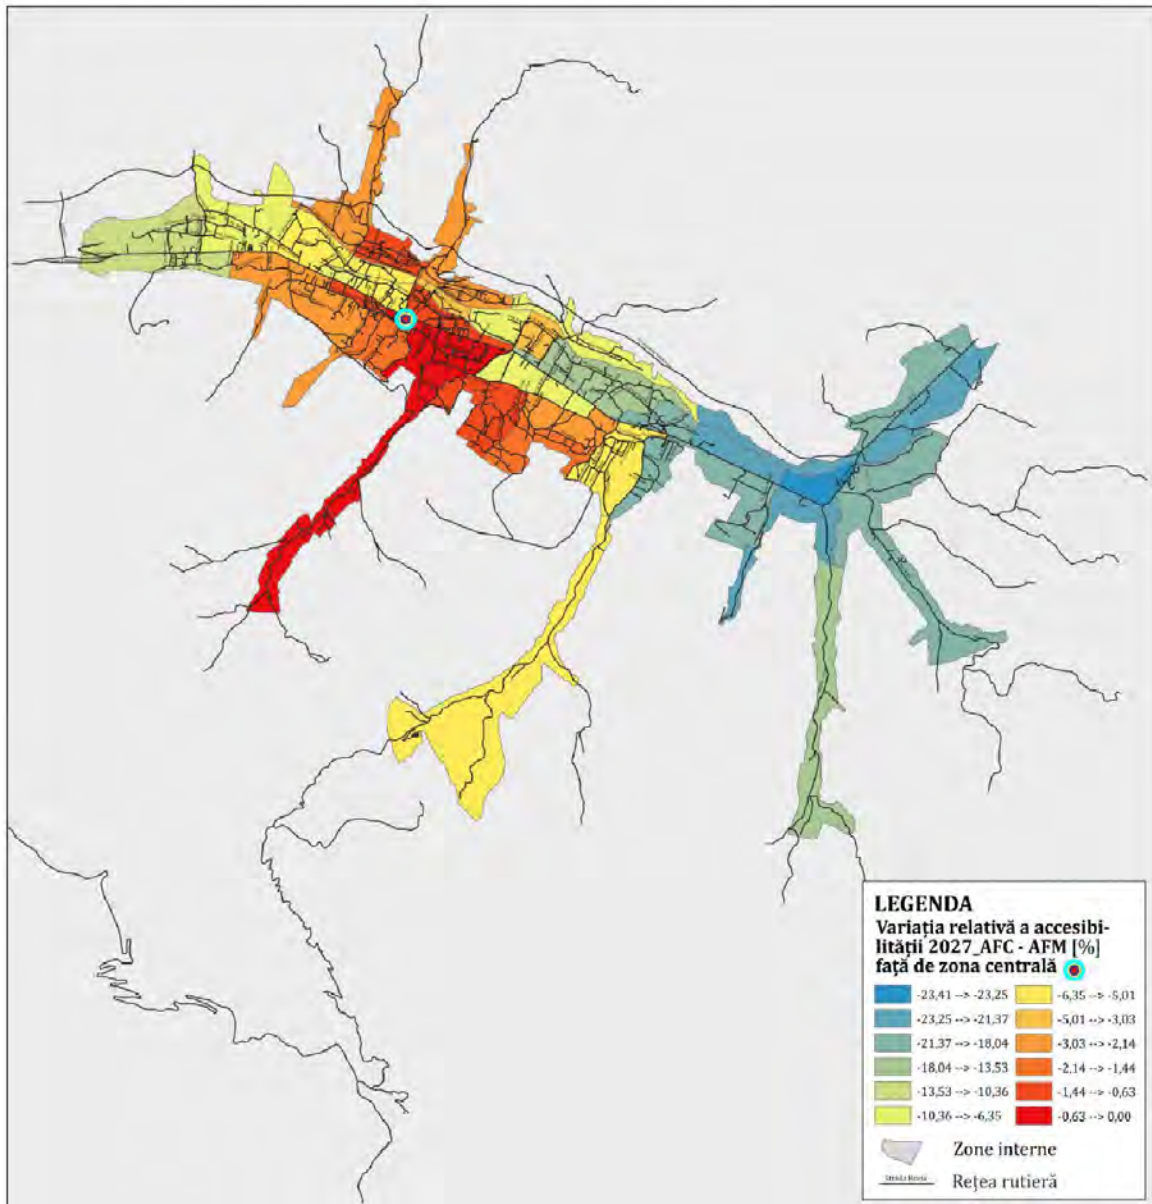 LEGENDA
Variația relativă a accesibi-
lității 2027_AFC - AFM [%]
față de zona centrală
-23,41 --> -23,25
-23,25 --> -21,37
-21,37 --> -18,04
-18,04 --> -13,53
-13,53 --> -10,36
-10,36 --> -6,35
-6,35 --> -5,01
-5,01 --> -3,03
-3,03 --> -2,14
-2,14 --> -1,44
-1,44 --> -0,63
-0,63 --> 0,00
Zone interne
Rețea rutieră